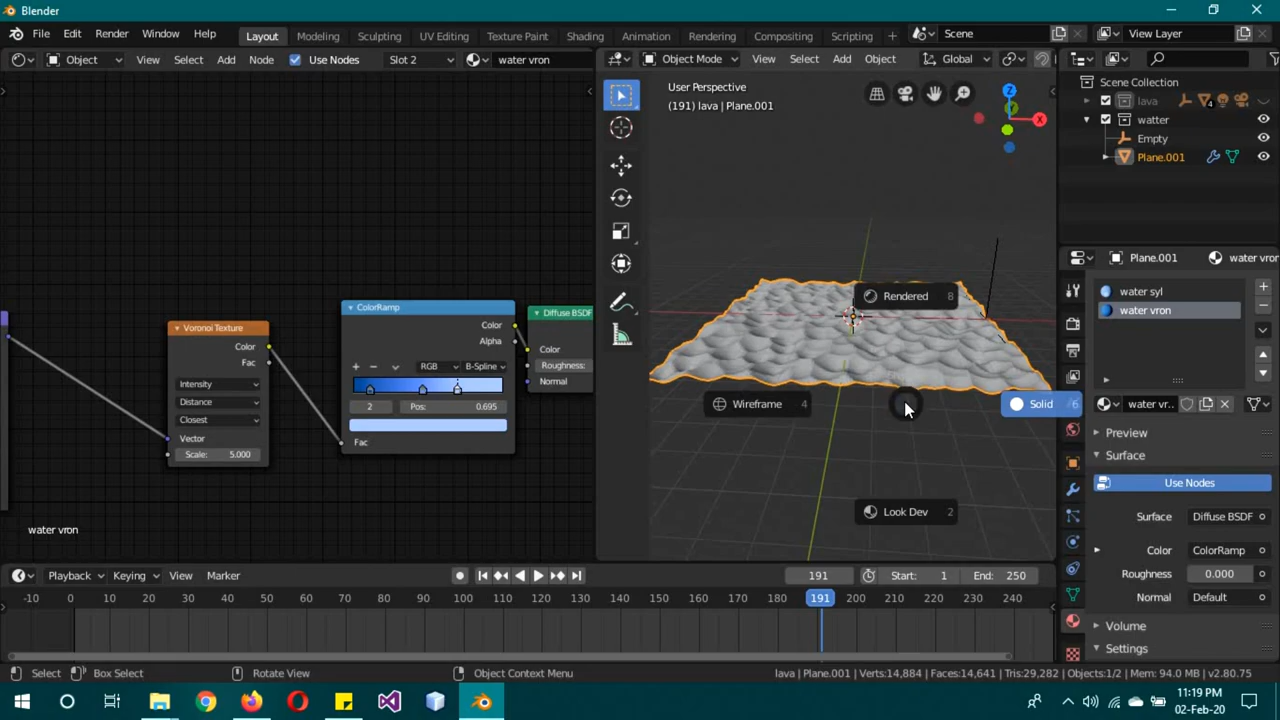 Blender
File Edit Render Window Help
Layout Modeling Sculpting UV Editing Texture Paint Shading Animation Rendering Compositing Scripting
Scene
View Layer
Object View Select Add Node Use Nodes Slot 2 water vron
Object Mode View Select Add Object Global
User Perspective
(191) lava | Plane.001
Z
X
Scene Collection
lava 4
watter
Empty
Plane.001
Plane.001 water vron
water syl
water vron
water vr..
Preview
Surface
Use Nodes
Surface Diffuse BSDF
Color ColorRamp
Roughness 0.000
Normal Default
Volume
Settings
Rendered 8
Wireframe 4
Solid 6
Look Dev 2
Voronoi Texture
Color
Fac
Intensity
Distance
Closest
Vector
Scale: 5.000
ColorRamp
Color
Alpha
RGB B-Spline
2 Pos: 0.695
Fac
Diffuse BSDF
Color
Roughness:
Normal
water vron
Playback Keying View Marker 191 Start: 1 End: 250
-10 0 10 20 30 40 50 60 70 80 90 100 110 120 130 140 150 160 170 180 191 200 210 220 230 240
Select Box Select Rotate View Object Context Menu lava | Plane.001 | Verts:14,884 | Faces:14,641 | Tris:29,282 | Objects:1/2 | Mem: 94.0 MB | v2.80.75
11:19 PM
02-Feb-20